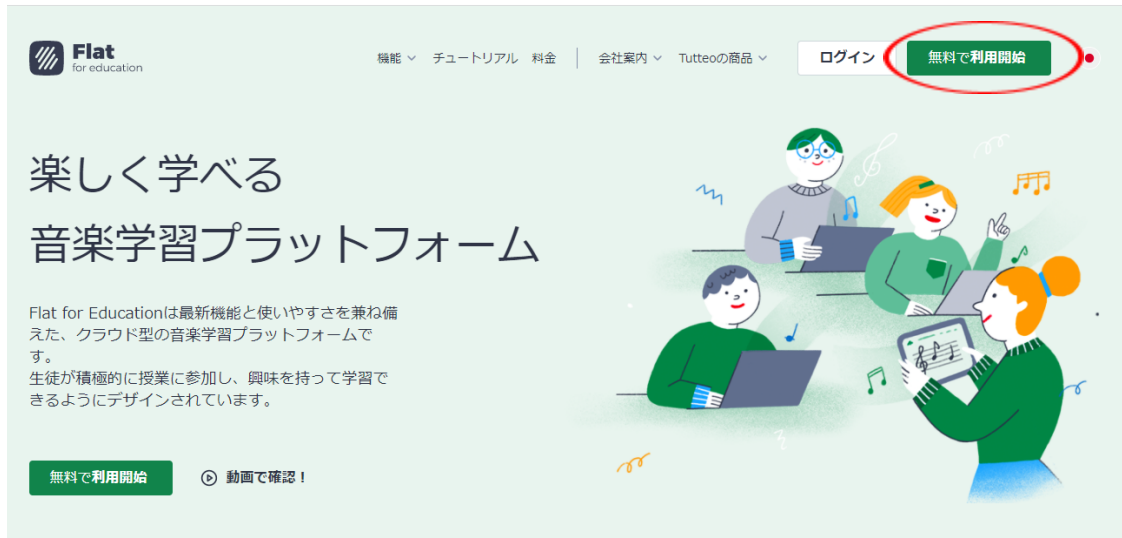 Flat
for education
機能
チュートリアル
料金
会社案内
Tutteoの商品
ログイン
無料で利用開始
楽しく学べる
音楽学習プラットフォーム
Flat for Educationは最新機能と使いやすさを兼ね備
えた、クラウド型の音楽学習プラットフォームで
す。
生徒が積極的に授業に参加し、興味を持って学習で
きるようにデザインされています。
無料で利用開始
動画で確認！